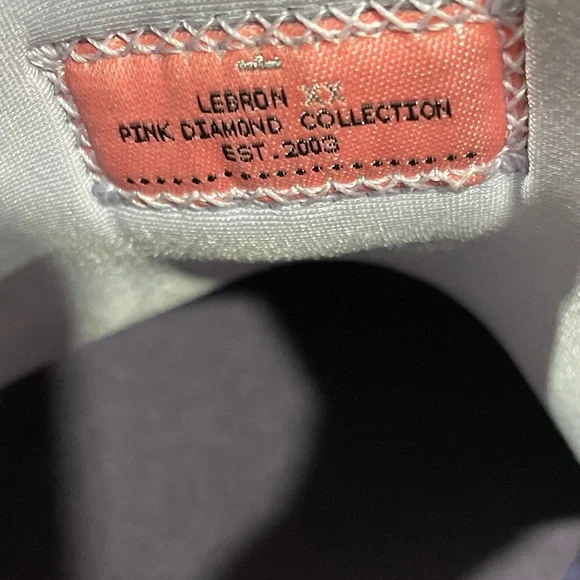 LEBRON XX
PINK DIAMOND COLLECTION
EST.2003